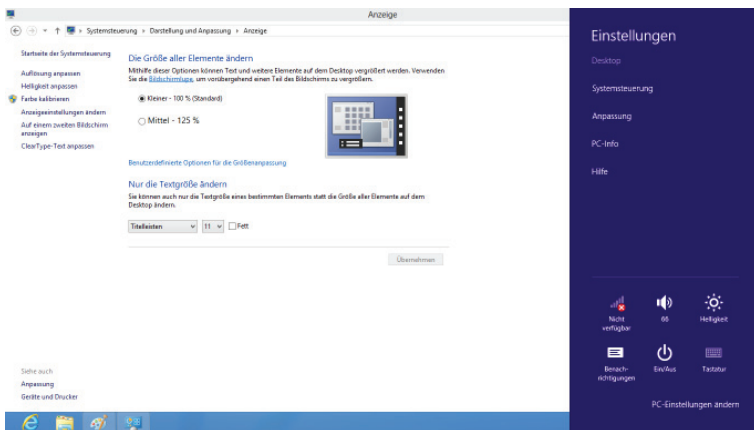 Anzeige
Systemsteuerung › Darstellung und Anpassung › Anzeige
Startseite der Systemsteuerung
Auflösung anpassen
Helligkeit anpassen
Farbe kalibrieren
Anzeigeeinstellungen ändern
Auf einem zweiten Bildschirm
anzeigen
ClearType-Text anpassen
Die Größe aller Elemente ändern
Mithilfe dieser Optionen können Text und weitere Elemente auf dem Desktop vergrößert werden. Verwenden
Sie die Bildschirmlupe, um vorübergehend einen Teil des Bildschirms zu vergrößern.
Kleiner - 100 % (Standard)
Mittel - 125 %
Benutzerdefinierte Optionen für die Größenanpassung
Nur die Textgröße ändern
Sie können auch nur die Textgröße eines bestimmten Elements statt die Größe aller Elemente auf dem
Desktop ändern.
Titelleisten 11 Fett
Übernehmen
Siehe auch
Anpassung
Geräte und Drucker
Einstellungen
Desktop
Systemsteuerung
Anpassung
PC-Info
Hilfe
Nicht
verfügbar
66
Helligkeit
Benach-
richtigungen
Ein/Aus
Tastatur
PC-Einstellungen ändern